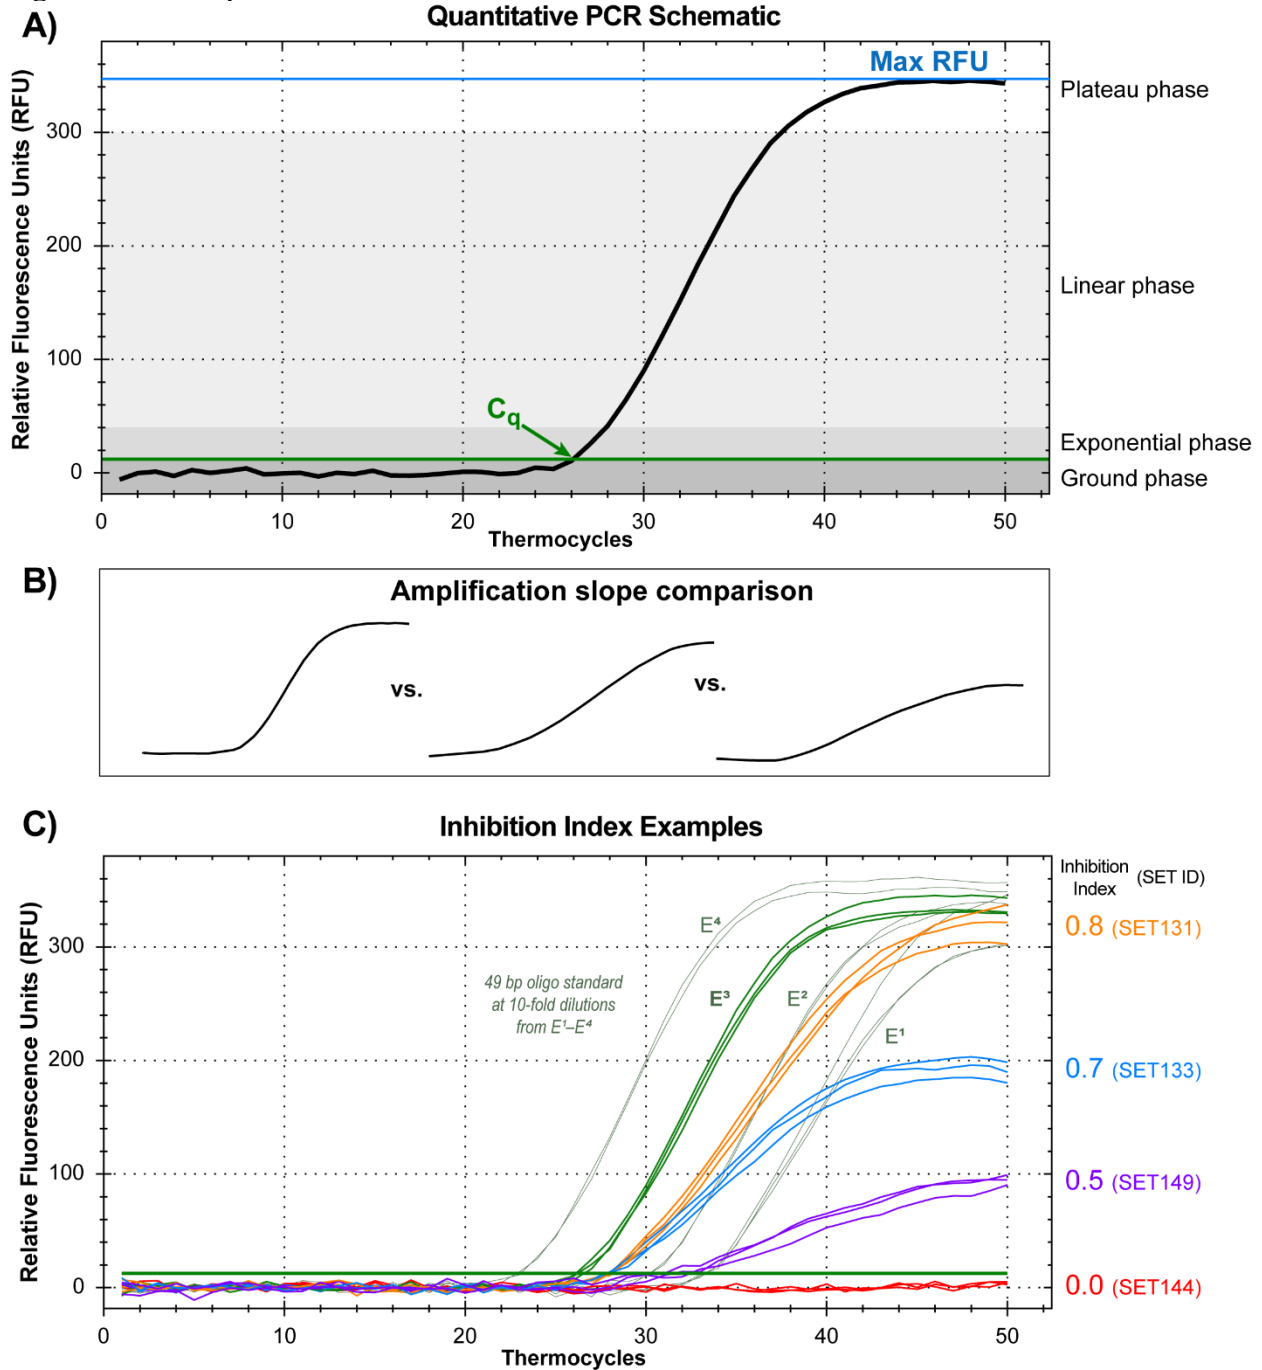 A)
Quantitative PCR Schematic
Max RFU
Plateau phase
Linear phase
Exponential phase
Ground phase
Relative Fluorescence Units (RFU)
300
200
100
0
Cq
0 10 20 30 40 50
Thermocycles
B)
Amplification slope comparison
vs.
vs.
C)
Inhibition Index Examples
Inhibition
Index
(SET ID)
0.8 (SET131)
0.7 (SET133)
0.5 (SET149)
0.0 (SET144)
Relative Fluorescence Units (RFU)
300
200
100
0
E⁴
49 bp oligo standard
at 10-fold dilutions
from E¹–E⁴
E³
E²
E¹
0 10 20 30 40 50
Thermocycles